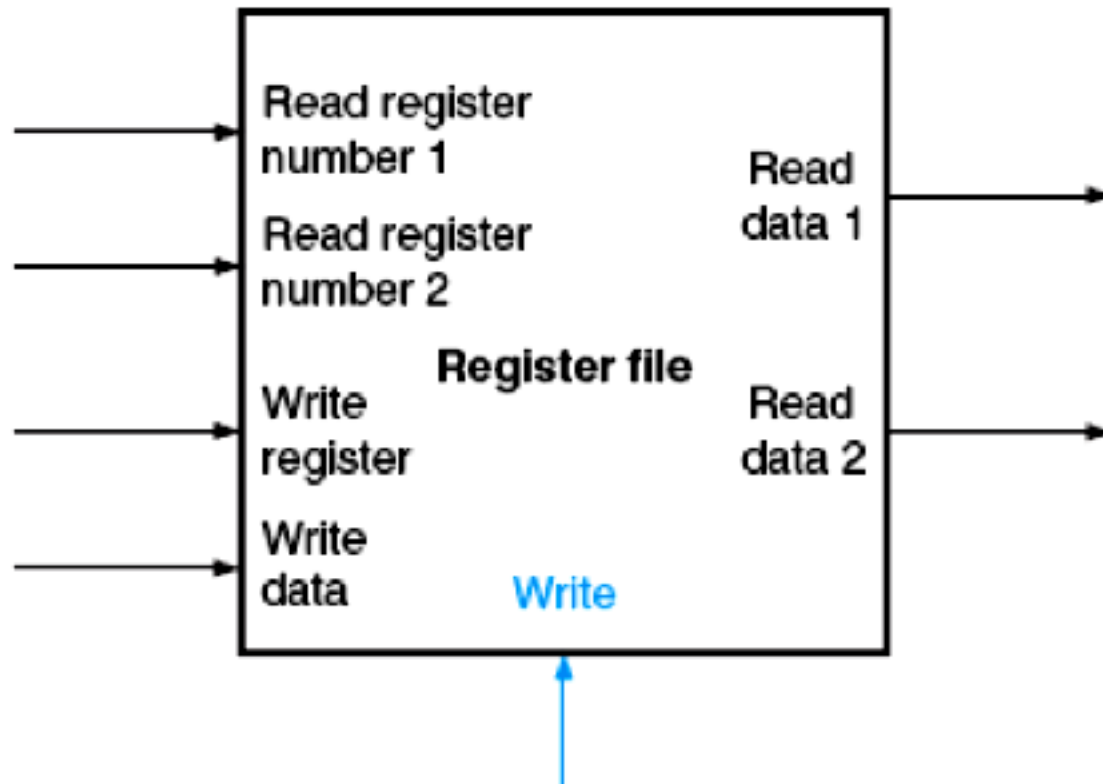 Read register
number 1
Read
data 1
Read register
number 2
Register file
Write
register
Read
data 2
Write
data
Write